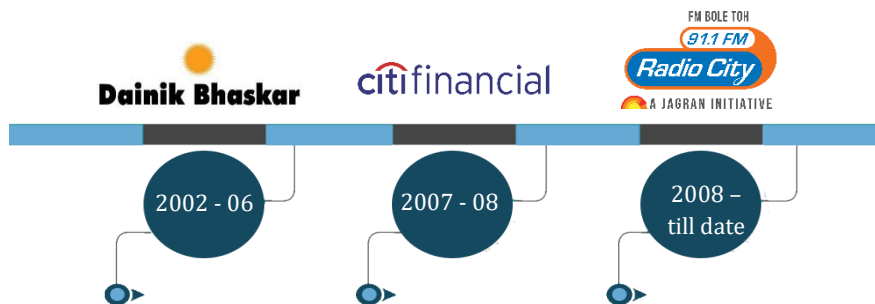 Dainik Bhaskar
citifinancial
FM BOLE TOH
91.1 FM
Radio City
A JAGRAN INITIATIVE
2002 - 06
2007 - 08
2008 –
till date